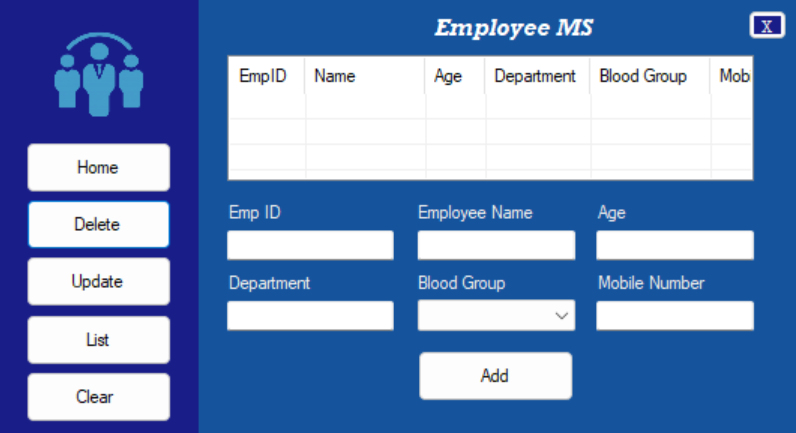 Employee MS
X
EmpID Name Age Department Blood Group Mob
Home
Delete
Update
List
Clear
Emp ID Employee Name Age
Department Blood Group Mobile Number
Add